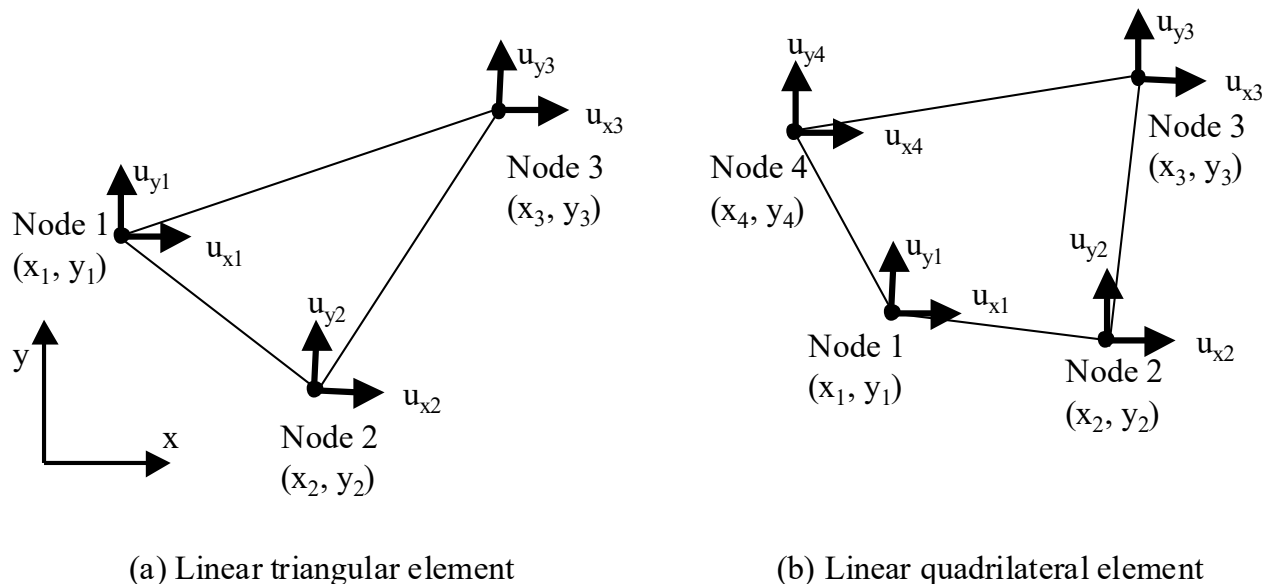 u_y3
u_x3
Node 3
(x_3, y_3)
u_y1
Node 1
u_x1
(x_1, y_1)
u_y2
u_x2
Node 2
(x_2, y_2)
y
x
(a) Linear triangular element
u_y3
u_y4
u_x3
u_x4
Node 3
(x_3, y_3)
Node 4
(x_4, y_4)
u_y1
u_y2
u_x1
Node 1
(x_1, y_1)
u_x2
Node 2
(x_2, y_2)
(b) Linear quadrilateral element